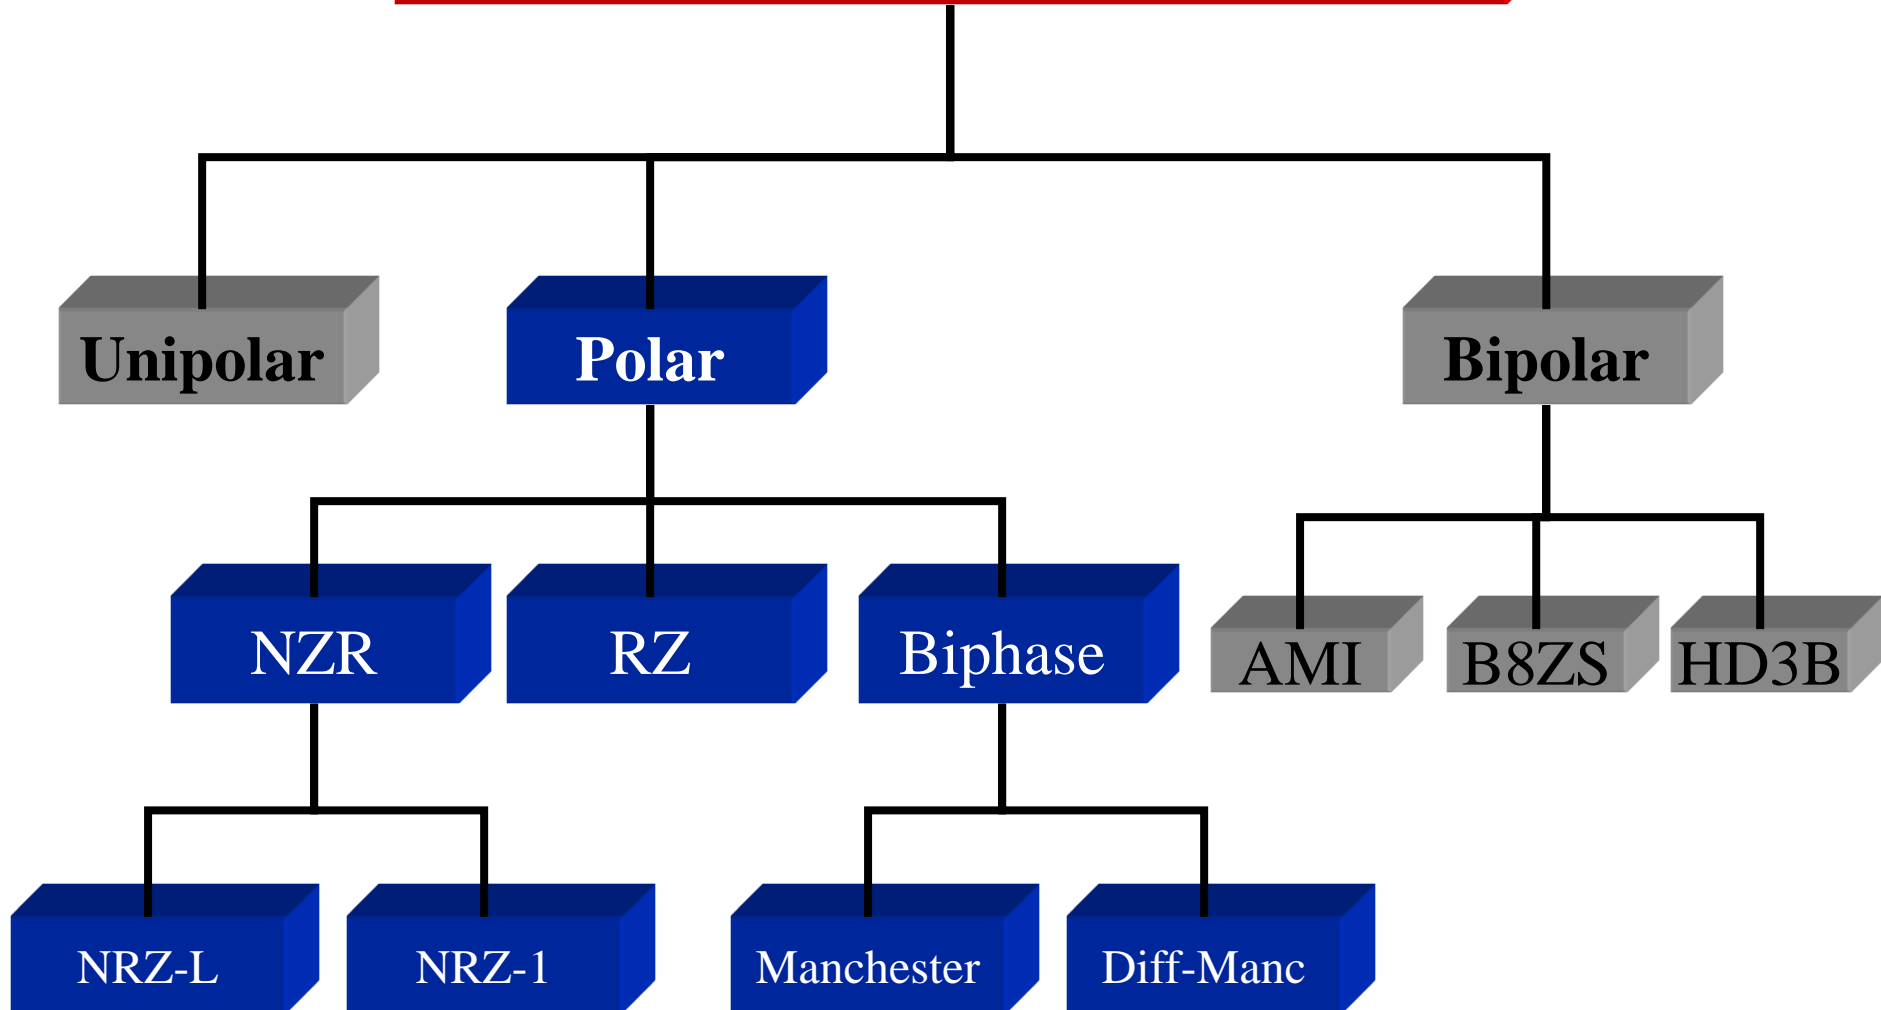 Unipolar
Polar
Bipolar
NZR
RZ
Biphase
AMI
B8ZS
HD3B
NRZ-L
NRZ-1
Manchester
Diff-Manc